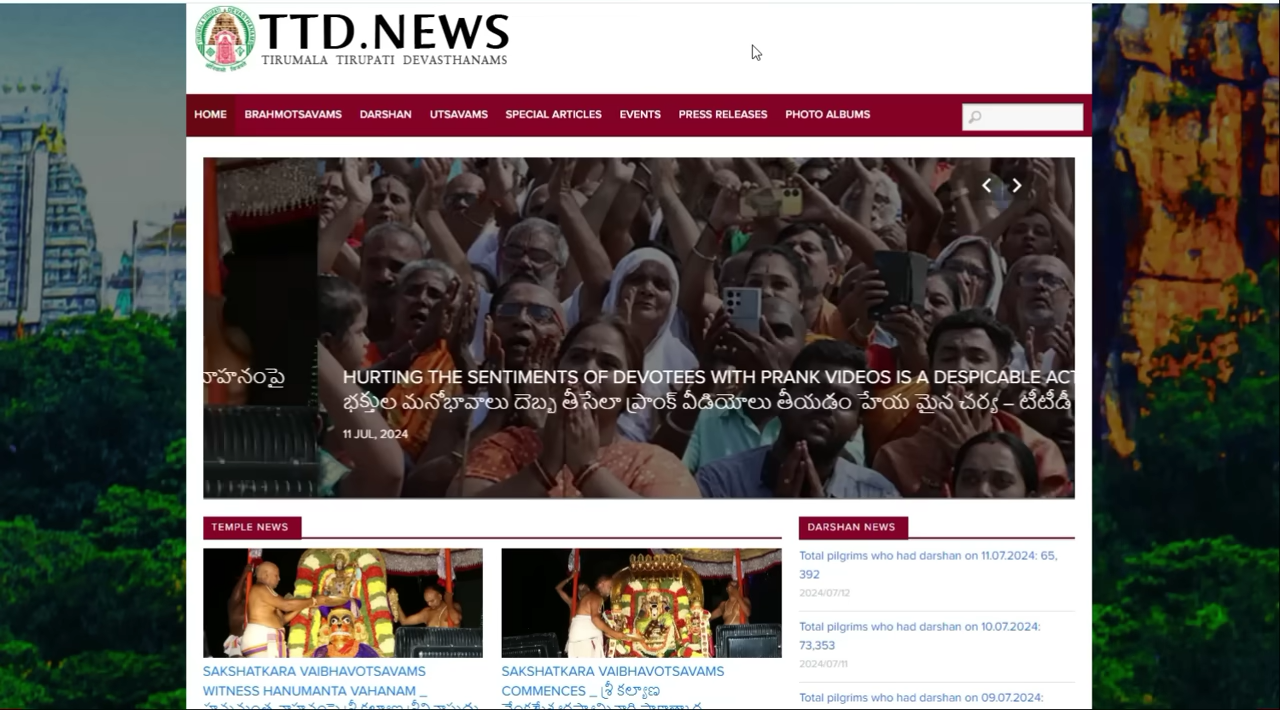 TTD.NEWS
TIRUMALA TIRUPATI DEVASTHANAMS
HOME BRAHMOTSAVAMS DARSHAN UTSAVAMS SPECIAL ARTICLES EVENTS PRESS RELEASES PHOTO ALBUMS
HURTING THE SENTIMENTS OF DEVOTEES WITH PRANK VIDEOS IS A DESPICABLE ACT
భక్తుల మనోభావాలు దెబ్బ తీసేలా ప్రాంక్ వీడియోలు తీయడం హేయ మైన చర్య – టీటీడీ
11 JUL, 2024
TEMPLE NEWS
SAKSHATKARA VAIBHAVOTSAVAMS
WITNESS HANUMANTA VAHANAM _
SAKSHATKARA VAIBHAVOTSAVAMS
COMMENCES _ శ్రీ కల్యాణ
DARSHAN NEWS
Total pilgrims who had darshan on 11.07.2024: 65,
392
2024/07/12
Total pilgrims who had darshan on 10.07.2024:
73,353
2024/07/11
Total pilgrims who had darshan on 09.07.2024: